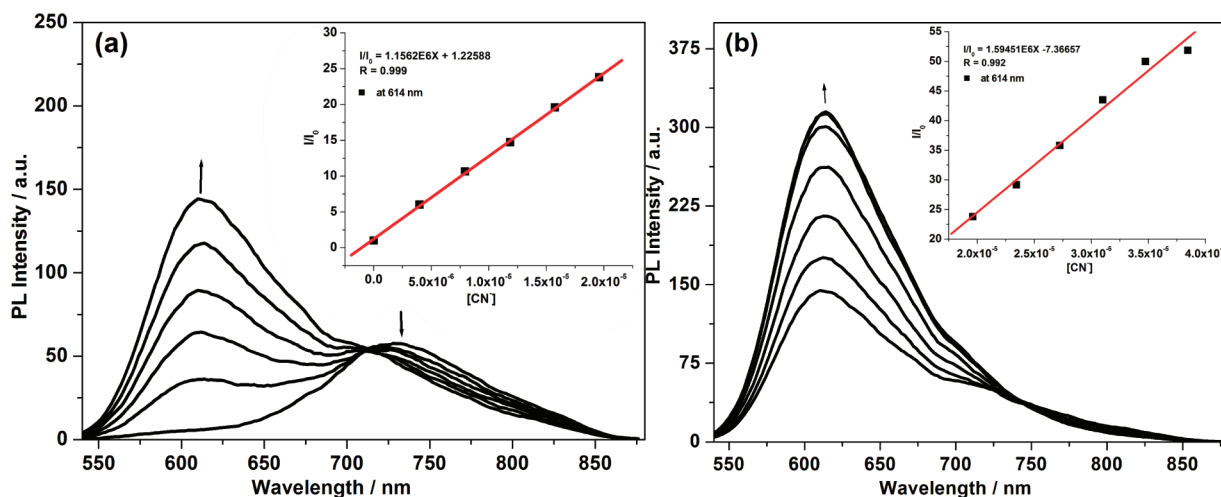 (a)
PL Intensity / a.u.
250
200
150
100
50
0
550 600 650 700 750 800 850
Wavelength / nm
I/I₀ = 1.1562E6X + 1.22588
R = 0.999
■ at 614 nm
I/I₀
30
25
20
15
10
5
0
0.0 5.0x10⁻⁶ 1.0x10⁻⁵ 1.5x10⁻⁵ 2.0x10⁻⁵
[CN⁻]
(b)
PL Intensity / a.u.
375
300
225
150
75
0
550 600 650 700 750 800 850
Wavelength / nm
I/I₀ = 1.59451E6X -7.36657
R = 0.992
■ at 614 nm
I/I₀
60
55
50
45
40
35
30
25
20
2.0x10⁻⁵ 2.5x10⁻⁵ 3.0x10⁻⁵ 3.5x10⁻⁵ 4.0x10⁻⁵
[CN⁻]